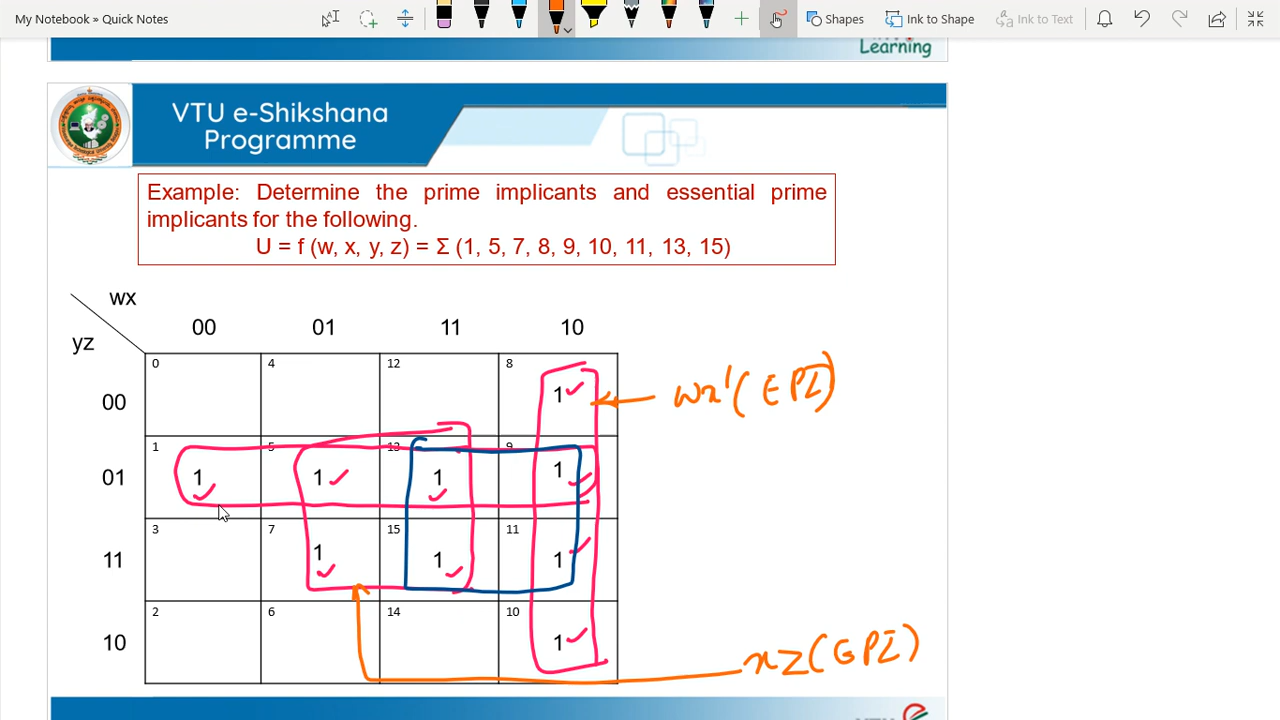 My Notebook » Quick Notes
Shapes
Ink to Shape
Ink to Text
Learning
VTU e-Shikshana
Programme
Example: Determine the prime implicants and essential prime
implicants for the following.
U = f (w, x, y, z) = Σ (1, 5, 7, 8, 9, 10, 11, 13, 15)
wx
00 01 11 10
yz
0 4 12 8
00 1 wx'(EPI)
1 5 13 9
01 1 1 1 1
3 7 15 11
11 1 1 1
2 6 14 10
10 1 xz(EPI)
VTU e